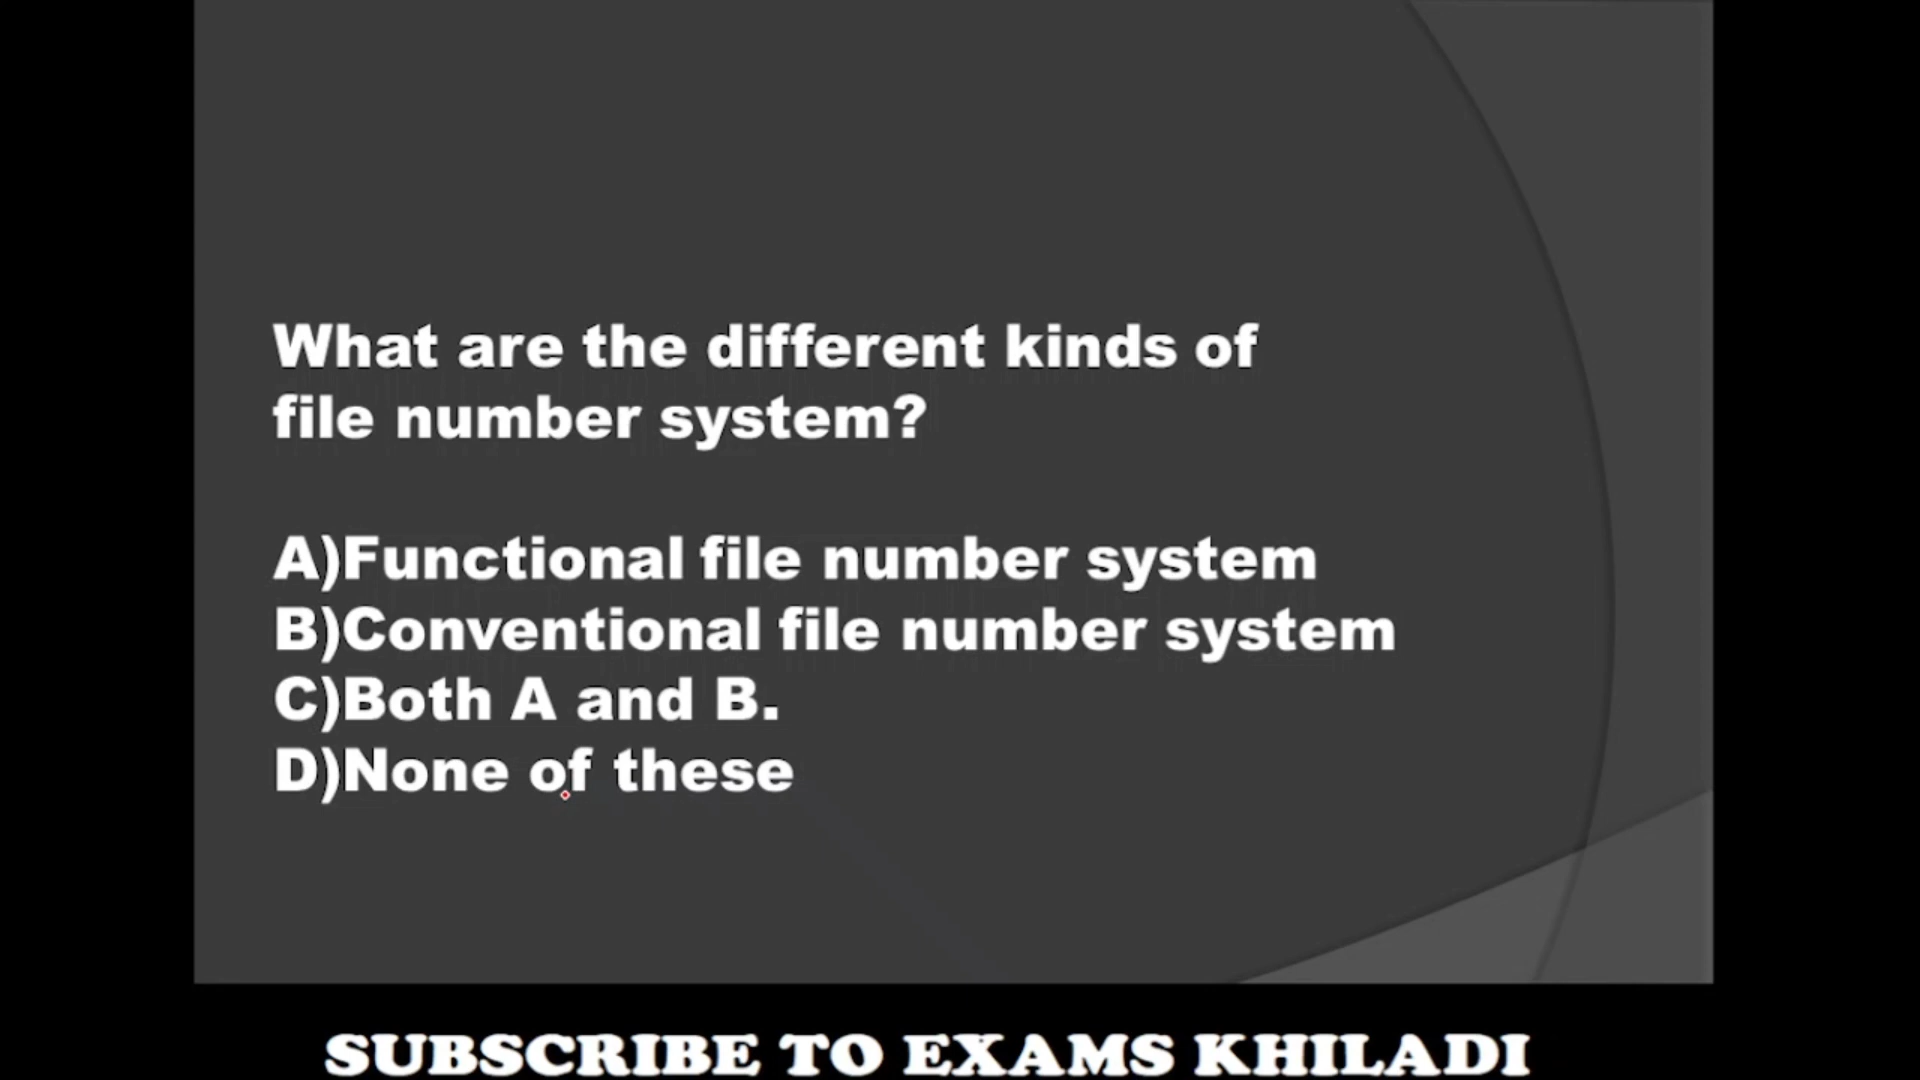 What are the different kinds of
file number system?
A)Functional file number system
B)Conventional file number system
C)Both A and B.
D)None of these
SUBSCRIBE TO EXAMS KHILADI